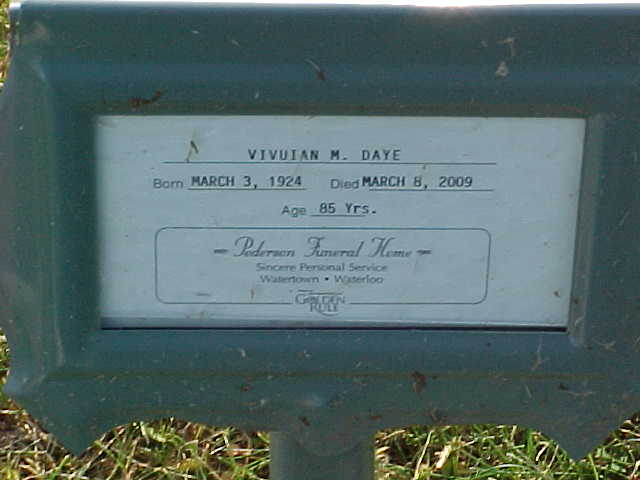 VIVUIAN M. DAYE
Born MARCH 3, 1924 Died MARCH 8, 2009
Age 85 Yrs.
Pederson Funeral Home
Sincere Personal Service
Watertown • Waterloo
The
GOLDEN
RULE